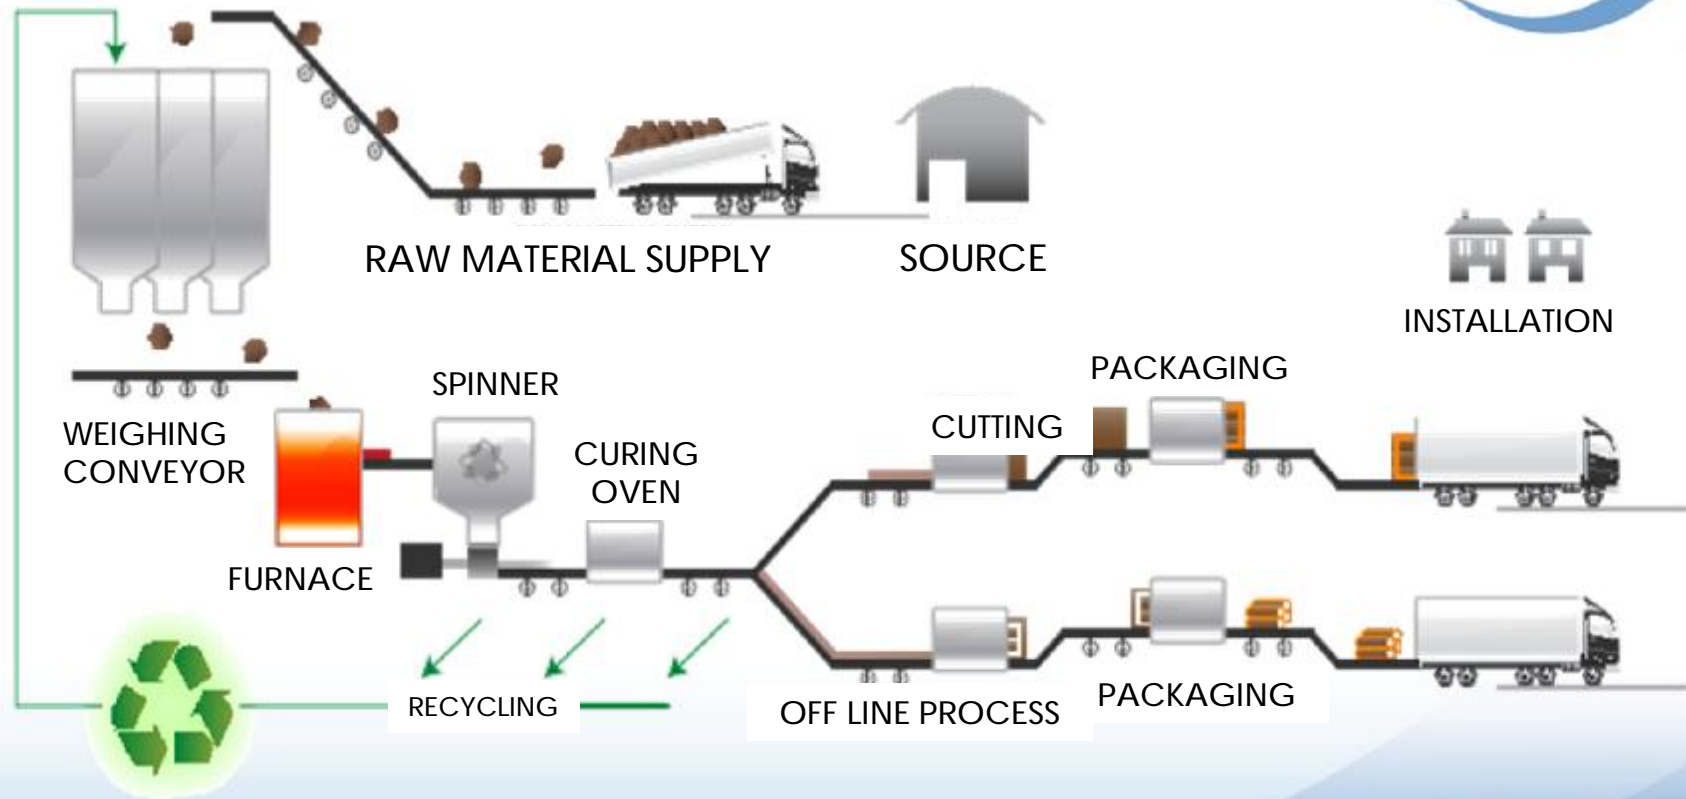 RAW MATERIAL SUPPLY
SOURCE
INSTALLATION
WEIGHING
CONVEYOR
FURNACE
SPINNER
CURING
OVEN
CUTTING
PACKAGING
RECYCLING
OFF LINE PROCESS
PACKAGING